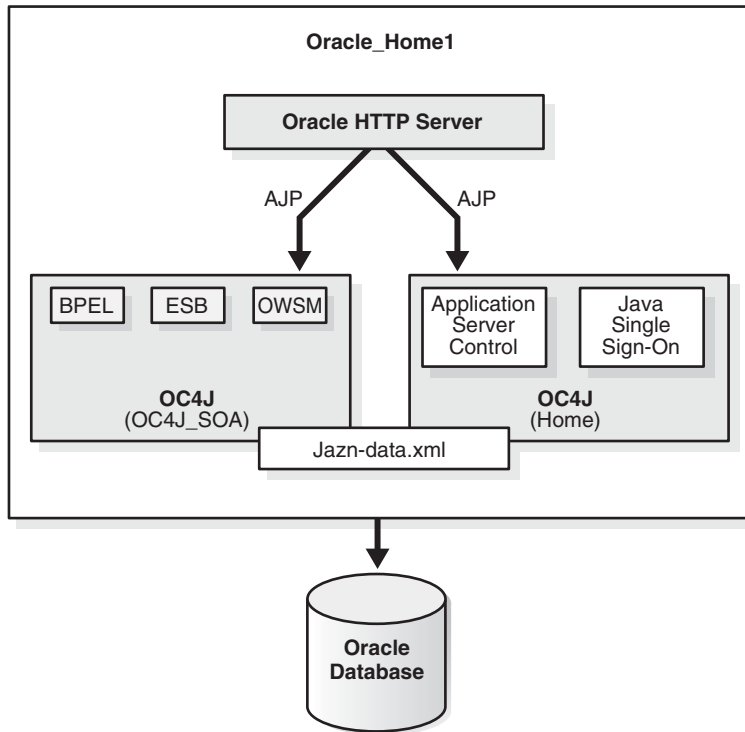 Oracle_Home1
Oracle HTTP Server
AJP
AJP
BPEL
ESB
OWSM
OC4J
(OC4J_SOA)
Application
Server
Control
Java
Single
Sign-On
OC4J
(Home)
Jazn-data.xml
Oracle
Database